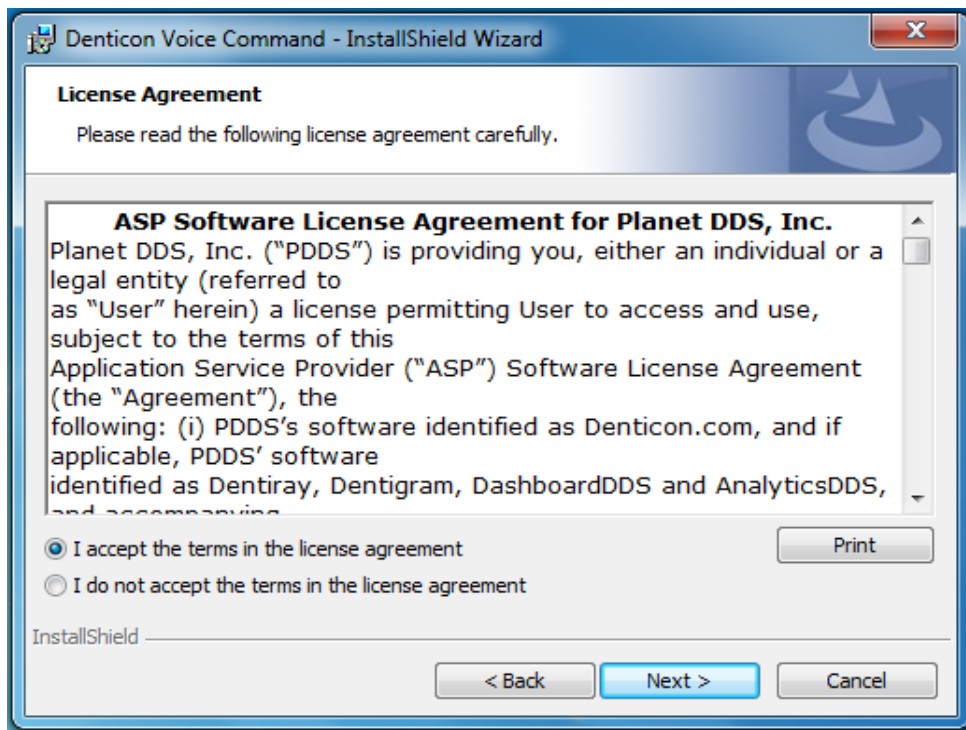 Denticon Voice Command - InstallShield Wizard
License Agreement
Please read the following license agreement carefully.
ASP Software License Agreement for Planet DDS, Inc.
Planet DDS, Inc. (“PDDS”) is providing you, either an individual or a
legal entity (referred to
as “User” herein) a license permitting User to access and use,
subject to the terms of this
Application Service Provider (“ASP”) Software License Agreement
(the “Agreement”), the
following: (i) PDDS’s software identified as Denticon.com, and if
applicable, PDDS’ software
identified as Dentiray, Dentigram, DashboardDDS and AnalyticsDDS,
and accompanying
I accept the terms in the license agreement
Print
I do not accept the terms in the license agreement
InstallShield
< Back
Next >
Cancel